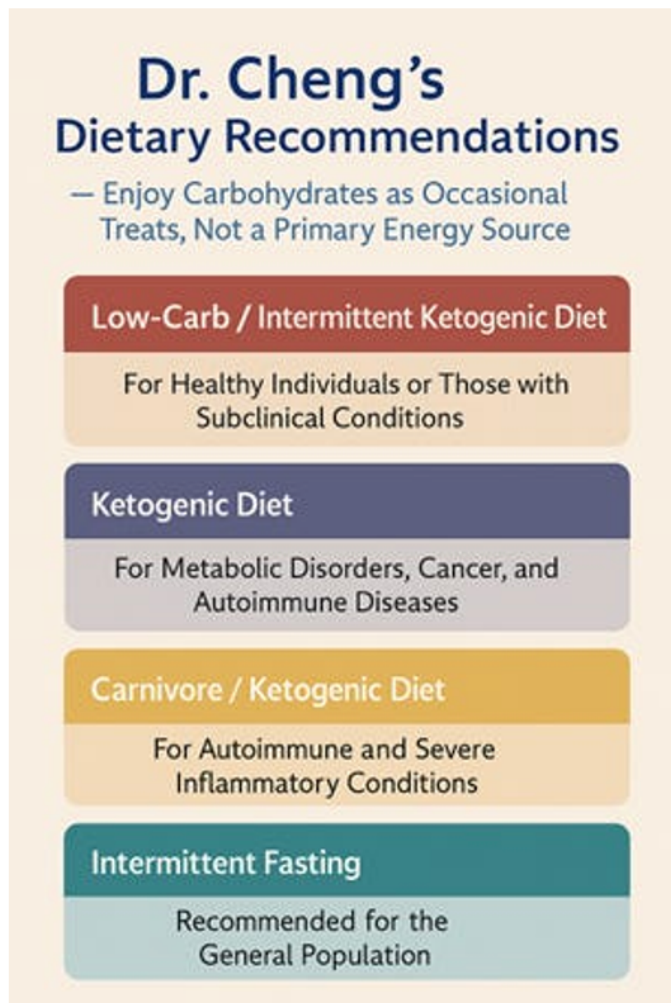 Dr. Cheng's
Dietary Recommendations
— Enjoy Carbohydrates as Occasional
Treats, Not a Primary Energy Source
Low-Carb / Intermittent Ketogenic Diet
For Healthy Individuals or Those with
Subclinical Conditions
Ketogenic Diet
For Metabolic Disorders, Cancer, and
Autoimmune Diseases
Carnivore / Ketogenic Diet
For Autoimmune and Severe
Inflammatory Conditions
Intermittent Fasting
Recommended for the
General Population